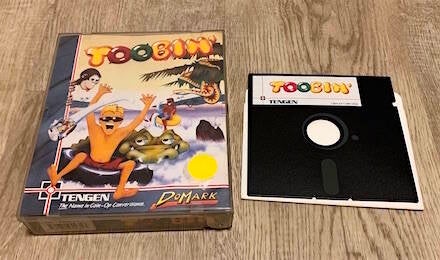 TOOBIN'
TENGEN
The Name in Coin-Op Conversions.
DOMARK
TOOBIN'
TENGEN